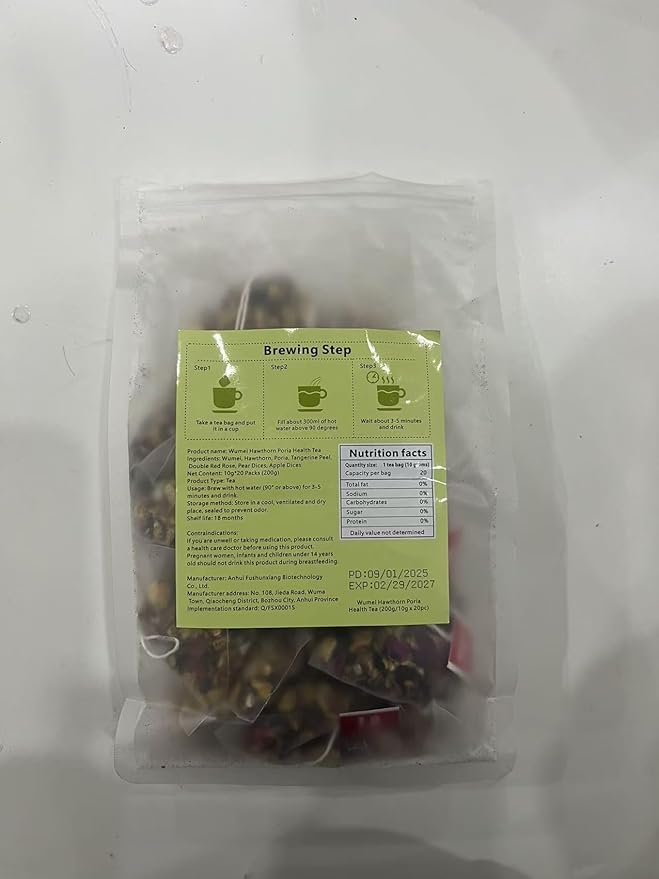 Brewing Step
Step1
Take a tea bag and put
it in a cup
Step2
Fill about 300ml of hot
water above 90 degrees
Step3
Wait about 3-5 minutes
and drink
Product name: Wumei Hawthorn Poria Health Tea
Ingredients: Wumei, Hawthorn, Poria, Tangerine Peel,
Double Red Rose, Pear Dices, Apple Dices
Net Content: 10g*20 Packs (200g)
Product Type: Tea
Usage: Brew with hot water (90° or above) for 3-5
minutes and drink.
Storage method: Store in a cool, ventilated and dry
place, sealed to prevent odor.
Shelf life: 18 months
Contraindications:
If you are unwell or taking medication, please consult
a health care doctor before using this product.
Pregnant women, infants and children under 14 years
old should not drink this product during breastfeeding.
Manufacturer: Anhui Fushunxiang Biotechnology
Co., Ltd.
Manufacturer address: No. 108, Jieda Road, Wuma
Town, Qiaocheng District, Bozhou City, Anhui Province
Implementation standard: Q/FSX0001S
Nutrition facts
Quantity size: 1 tea bag (10 grams)
Capacity per bag 20
Total fat 0%
Sodium 0%
Carbohydrates 0%
Sugar 0%
Protein 0%
Daily value not determined
PD:09/01/2025
EXP:02/29/2027
Wumei Hawthorn Poria
Health Tea (200g/10g x 20pc)